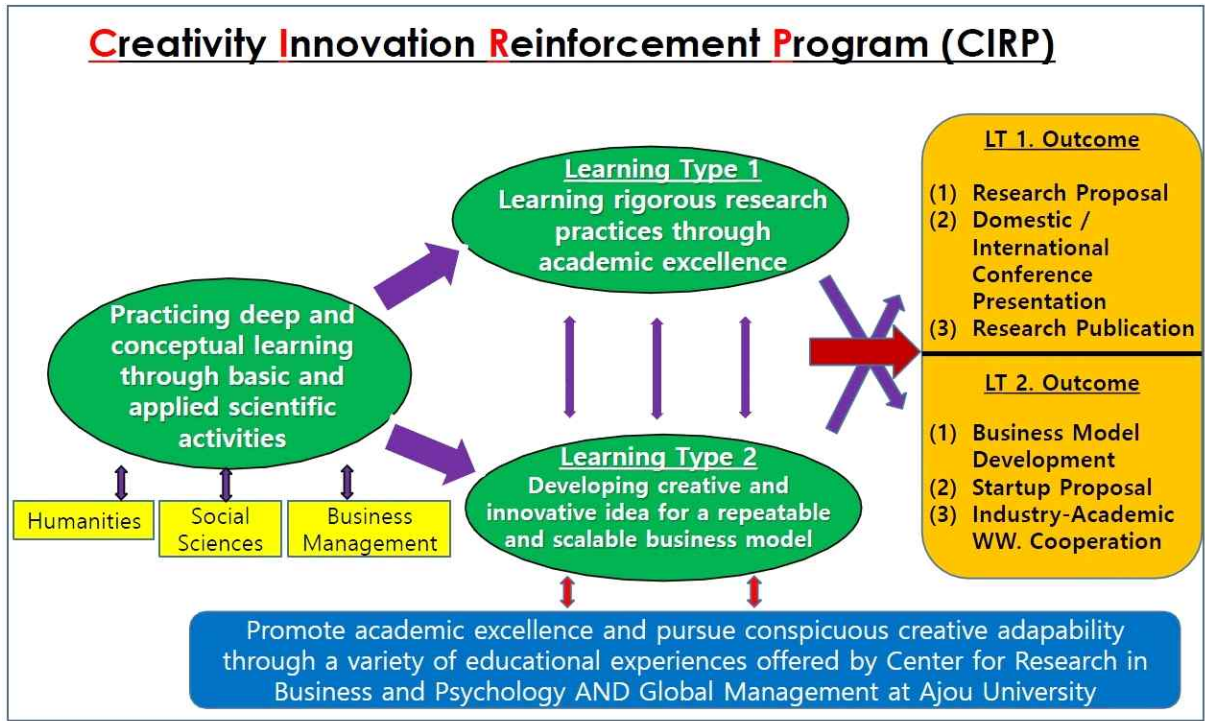 Creativity Innovation Reinforcement Program (CIRP)
Learning Type 1
Learning rigorous research
practices through
academic excellence
Practicing deep and
conceptual learning
through basic and
applied scientific
activities
Humanities
Social
Sciences
Business
Management
Learning Type 2
Developing creative and
innovative idea for a repeatable
and scalable business model
LT 1. Outcome
(1) Research Proposal
(2) Domestic /
International
Conference
Presentation
(3) Research Publication
LT 2. Outcome
(1) Business Model
Development
(2) Startup Proposal
(3) Industry-Academic
WW. Cooperation
Promote academic excellence and pursue conspicuous creative adapability
through a variety of educational experiences offered by Center for Research in
Business and Psychology AND Global Management at Ajou University